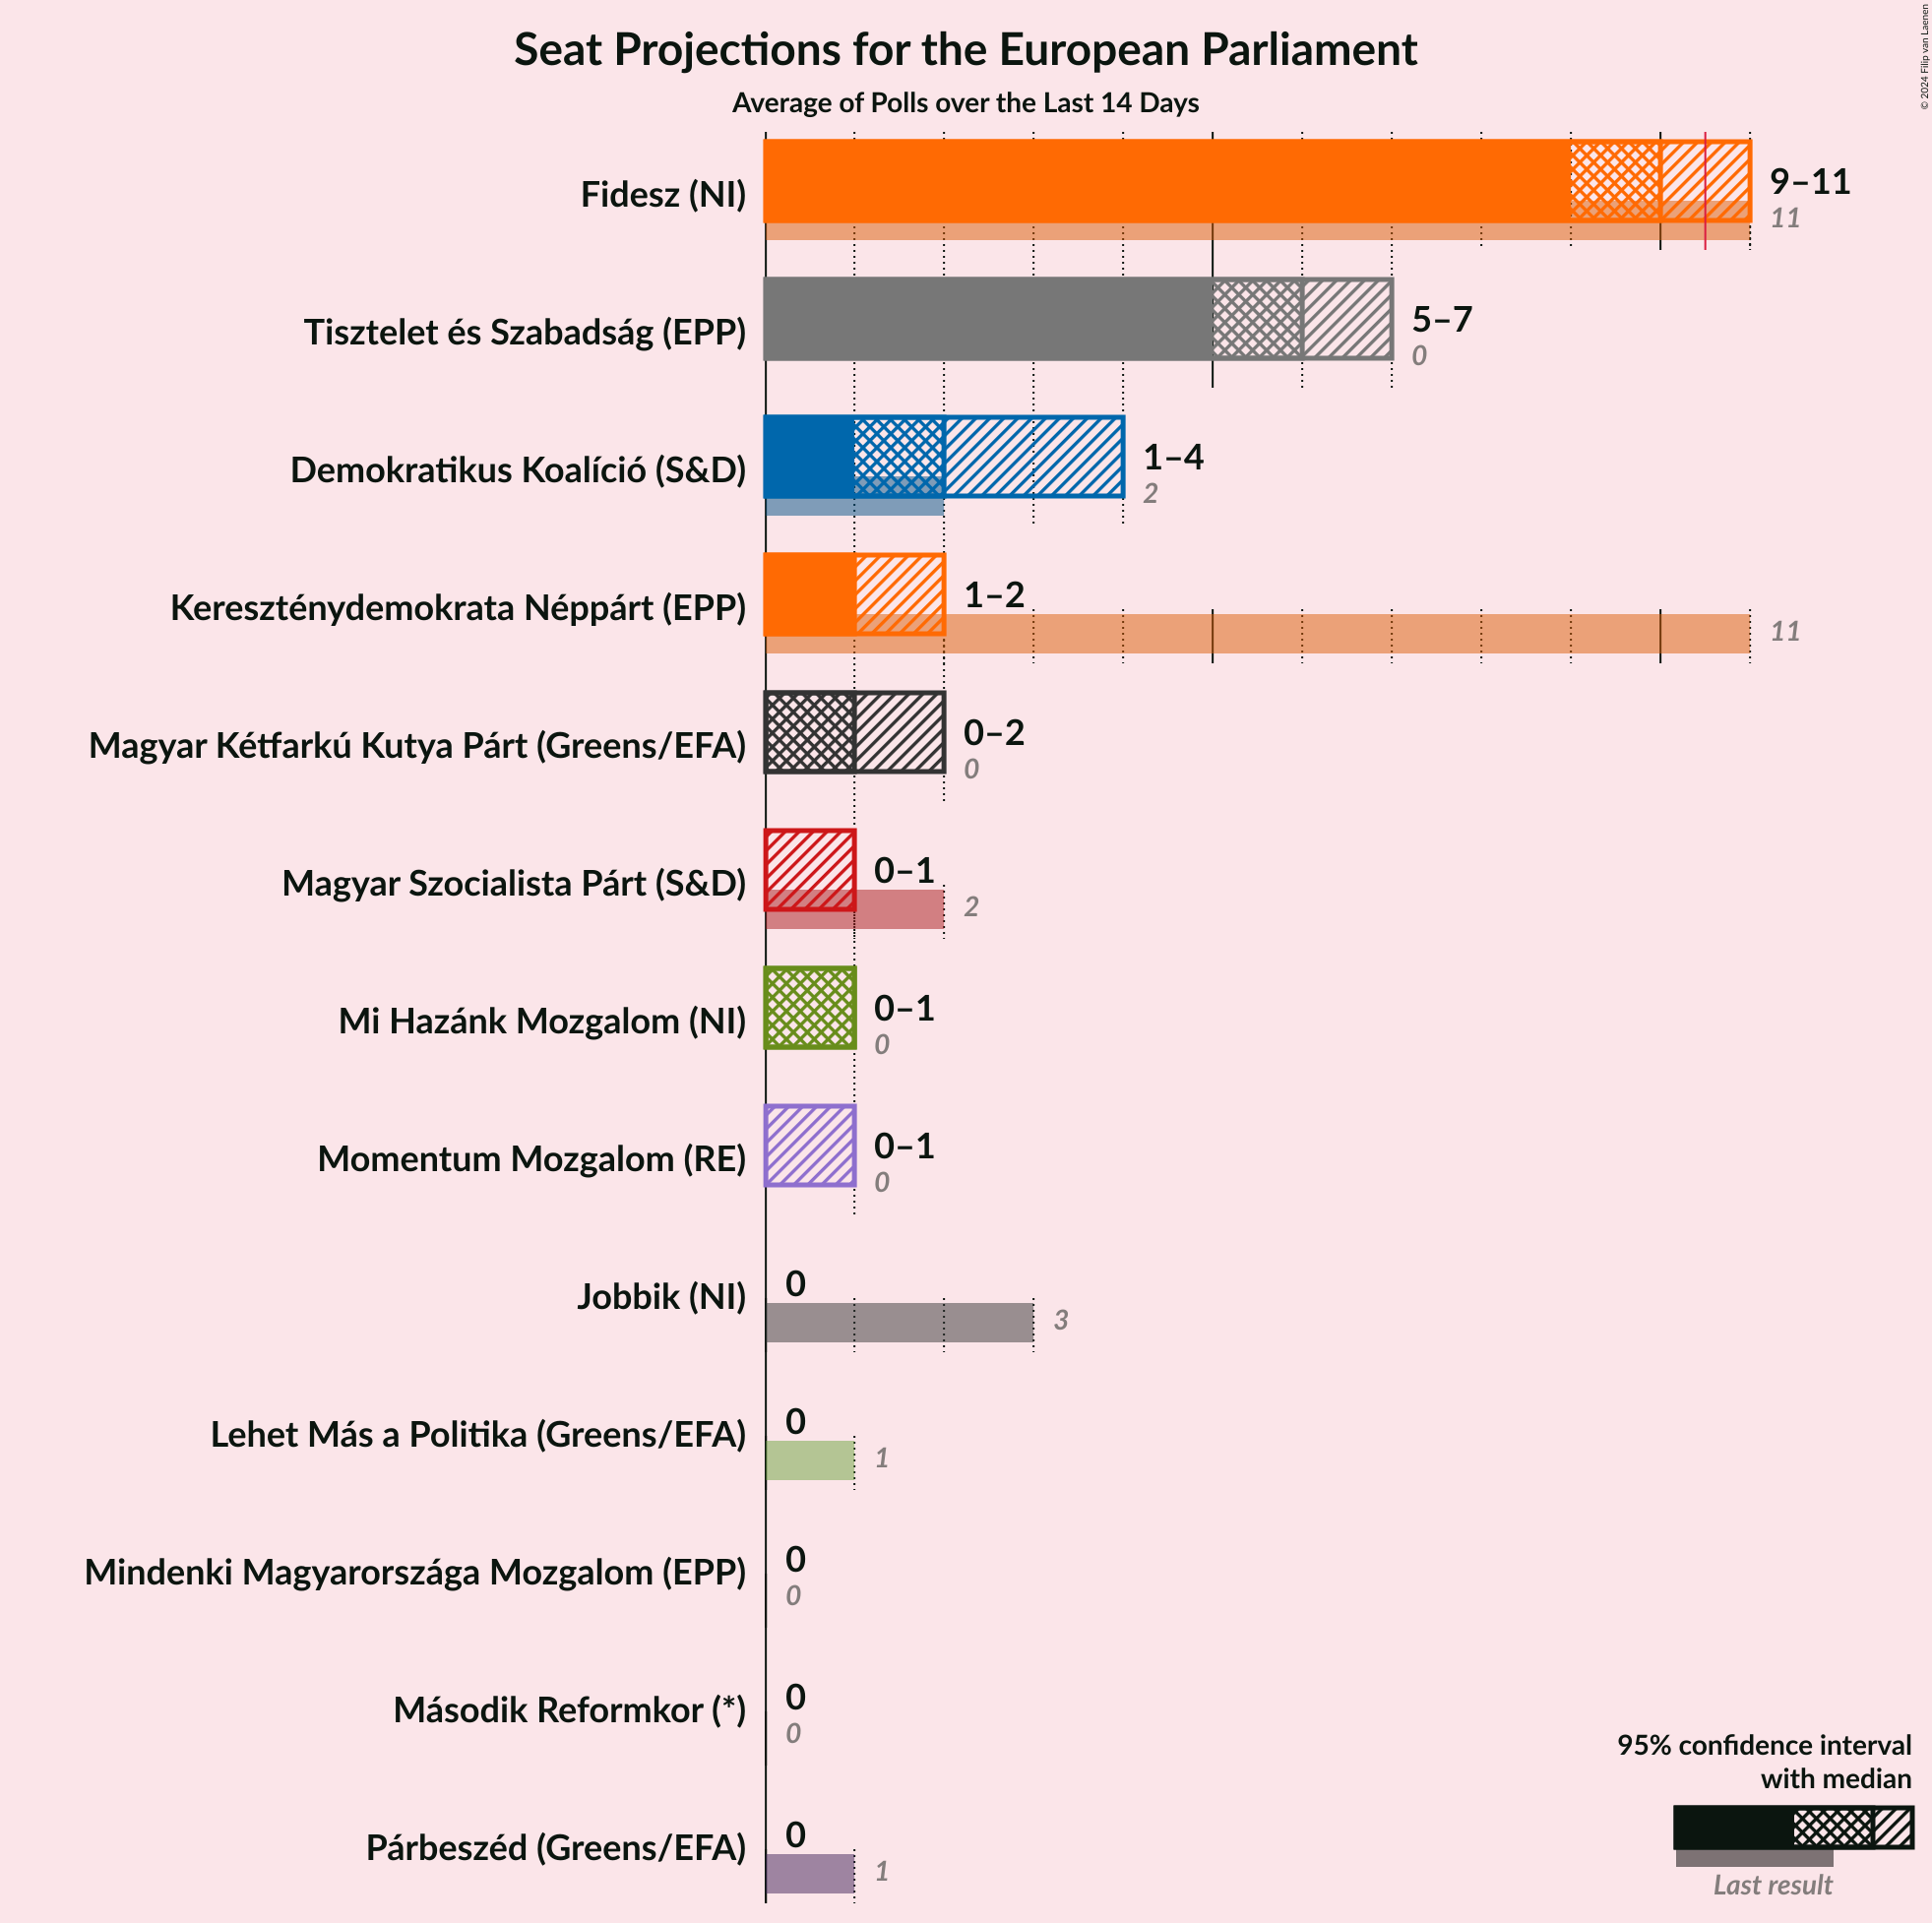 Seat Projections for the European Parliament
Average of Polls over the Last 14 Days
© 2024 Filip van Laenen
Fidesz (NI)
9–11
11
Tisztelet és Szabadság (EPP)
5–7
0
Demokratikus Koalíció (S&D)
1–4
2
Kereszténydemokrata Néppárt (EPP)
1–2
11
Magyar Kétfarkú Kutya Párt (Greens/EFA)
0–2
0
Magyar Szocialista Párt (S&D)
0–1
2
Mi Hazánk Mozgalom (NI)
0–1
0
Momentum Mozgalom (RE)
0–1
0
Jobbik (NI)
0
3
Lehet Más a Politika (Greens/EFA)
0
1
Mindenki Magyarországa Mozgalom (EPP)
0
0
Második Reformkor (*)
0
0
Párbeszéd (Greens/EFA)
0
1
95% confidence interval
with median
Last result